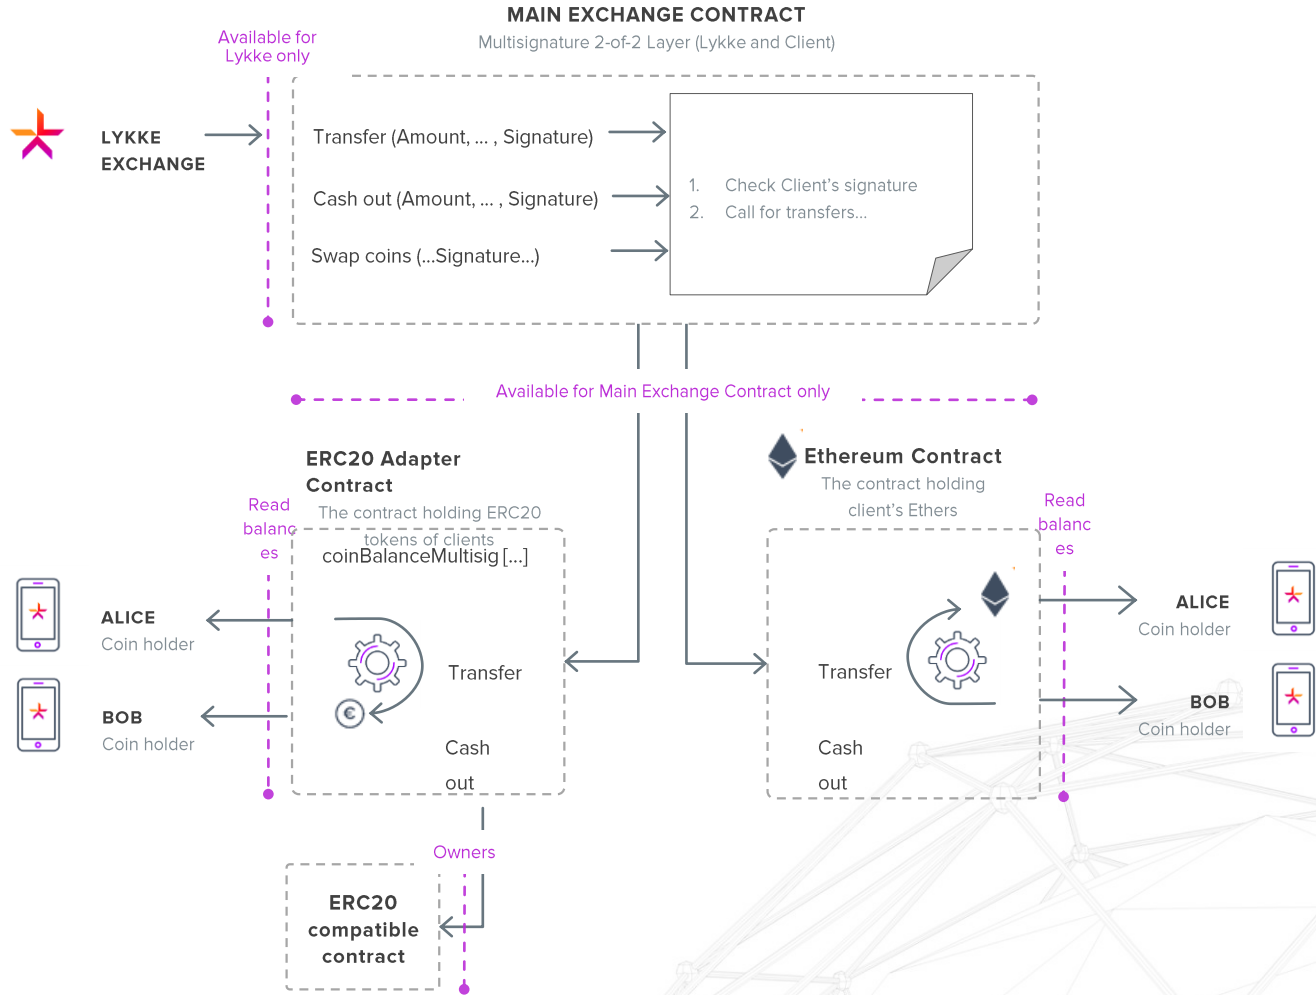 MAIN EXCHANGE CONTRACT
Multisignature 2-of-2 Layer (Lykke and Client)
Available for
Lykke only
LYKKE
EXCHANGE
Transfer (Amount, ... , Signature)
Cash out (Amount, ... , Signature)
Swap coins (...Signature...)
1. Check Client's signature
2. Call for transfers...
Available for Main Exchange Contract only
ERC20 Adapter
Contract
The contract holding ERC20
tokens of clients
Read
balanc
es
coinBalanceMultisig [...]
ALICE
Coin holder
BOB
Coin holder
Transfer
Cash
out
Ethereum Contract
The contract holding
client's Ethers
Read
balanc
es
Transfer
Cash
out
ALICE
Coin holder
BOB
Coin holder
Owners
ERC20
compatible
contract